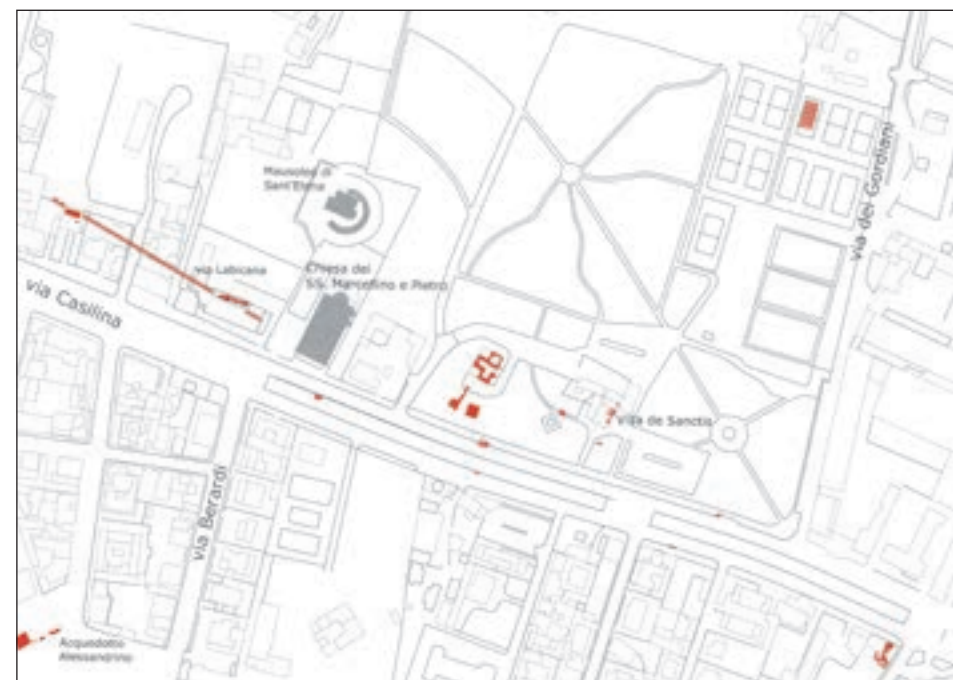 Mausoleo di
Sant'Elena
via dei Gordiani
via Labicana
Chiesa dei
S.S. Marcellino e Pietro
via Casilina
Villa de Sanctis
via Berardi
Acquedotto
Alessandrino